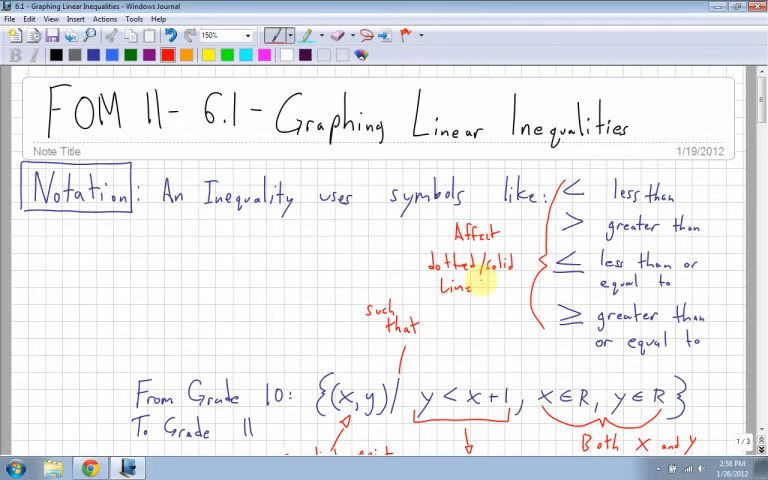 6.1 - Graphing Linear Inequalities - Windows Journal
File Edit View Insert Actions Tools Help
150%
FOM 11 - 6.1 - Graphing Linear Inequalities
Note Title
1/19/2012
Notation: An Inequality uses symbols like:
< less than
> greater than
≤ less than or
equal to
≥ greater than
or equal to
Affect
dotted/solid
Line
such
that
From Grade 10: {(x,y)/ y < x+1, x∈R, y∈R}
To Grade 11
Both x and y
1/3
2:58 PM
1/26/2012